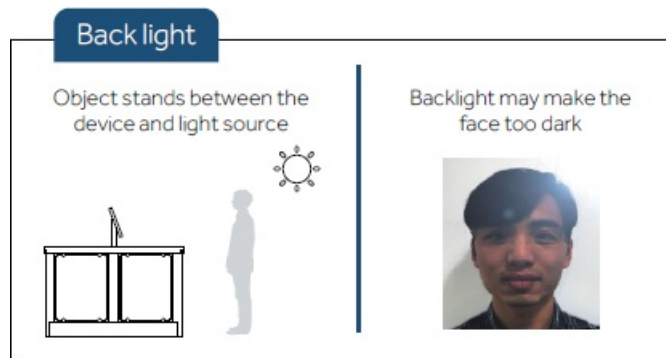 Back light
Object stands between the
device and light source
Backlight may make the
face too dark